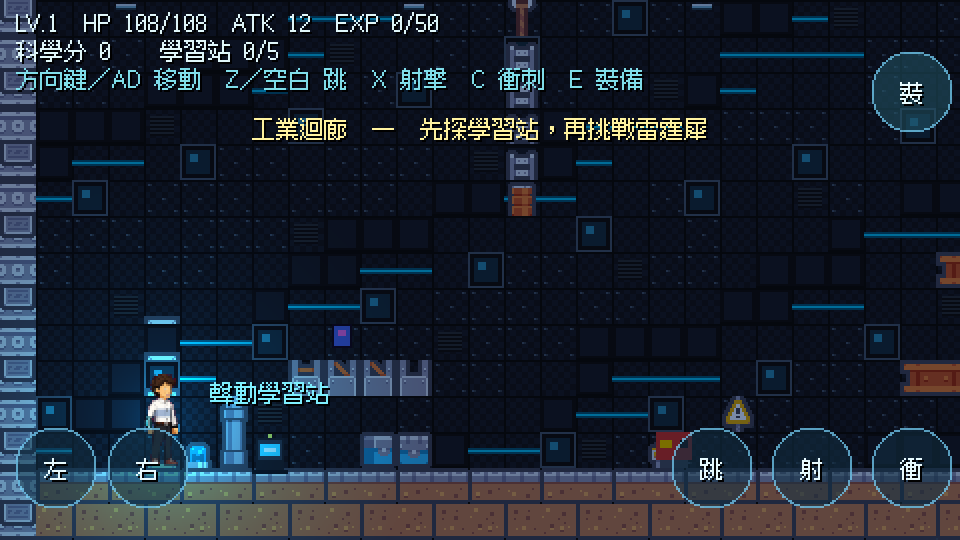 LV.1 HP 108/108 ATK 12 EXP 0/50
科學分 0 學習站 0/5
方向鍵／AD 移動 Z／空白 跳 X 射擊 C 衝刺 E 裝備
裝
工業迴廊 — 先探學習站，再挑戰雷霆犀
聲動學習站
左 右 跳 射 衝